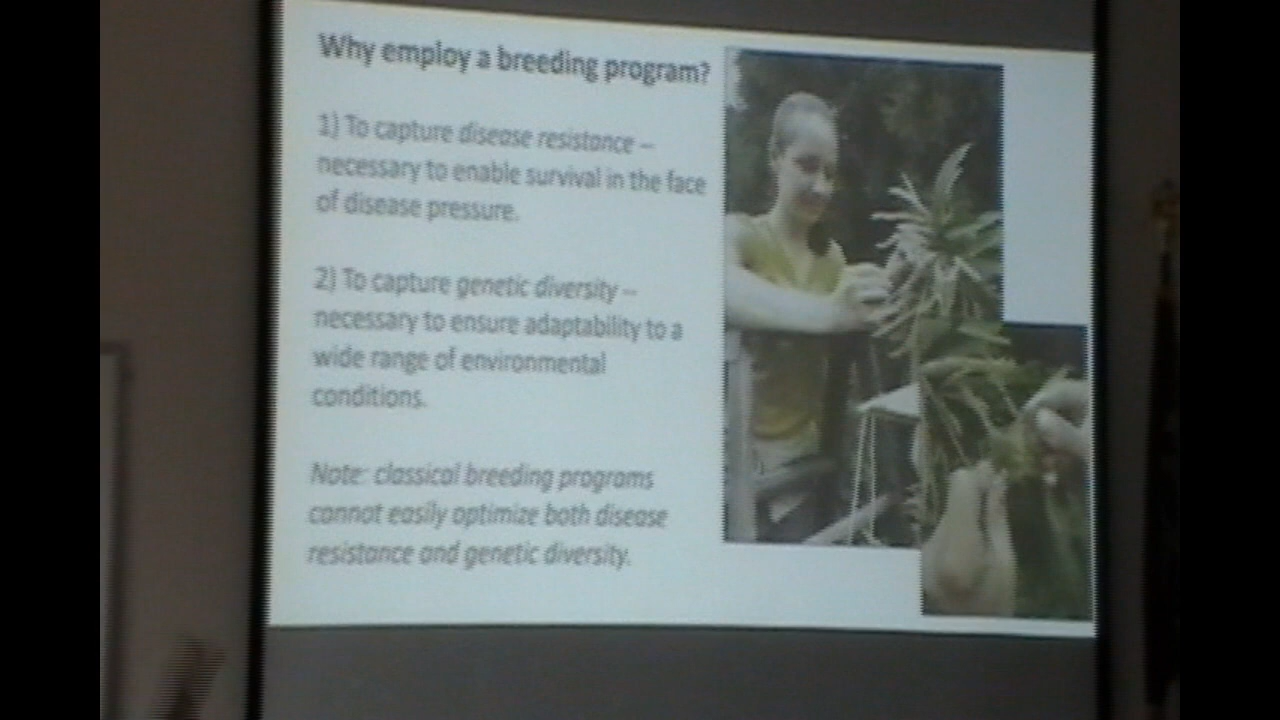 Why employ a breeding program?
1) To capture disease resistance –
necessary to enable survival in the face
of disease pressure.
2) To capture genetic diversity –
necessary to ensure adaptability to a
wide range of environmental
conditions.
Note: classical breeding programs
cannot easily optimize both disease
resistance and genetic diversity.